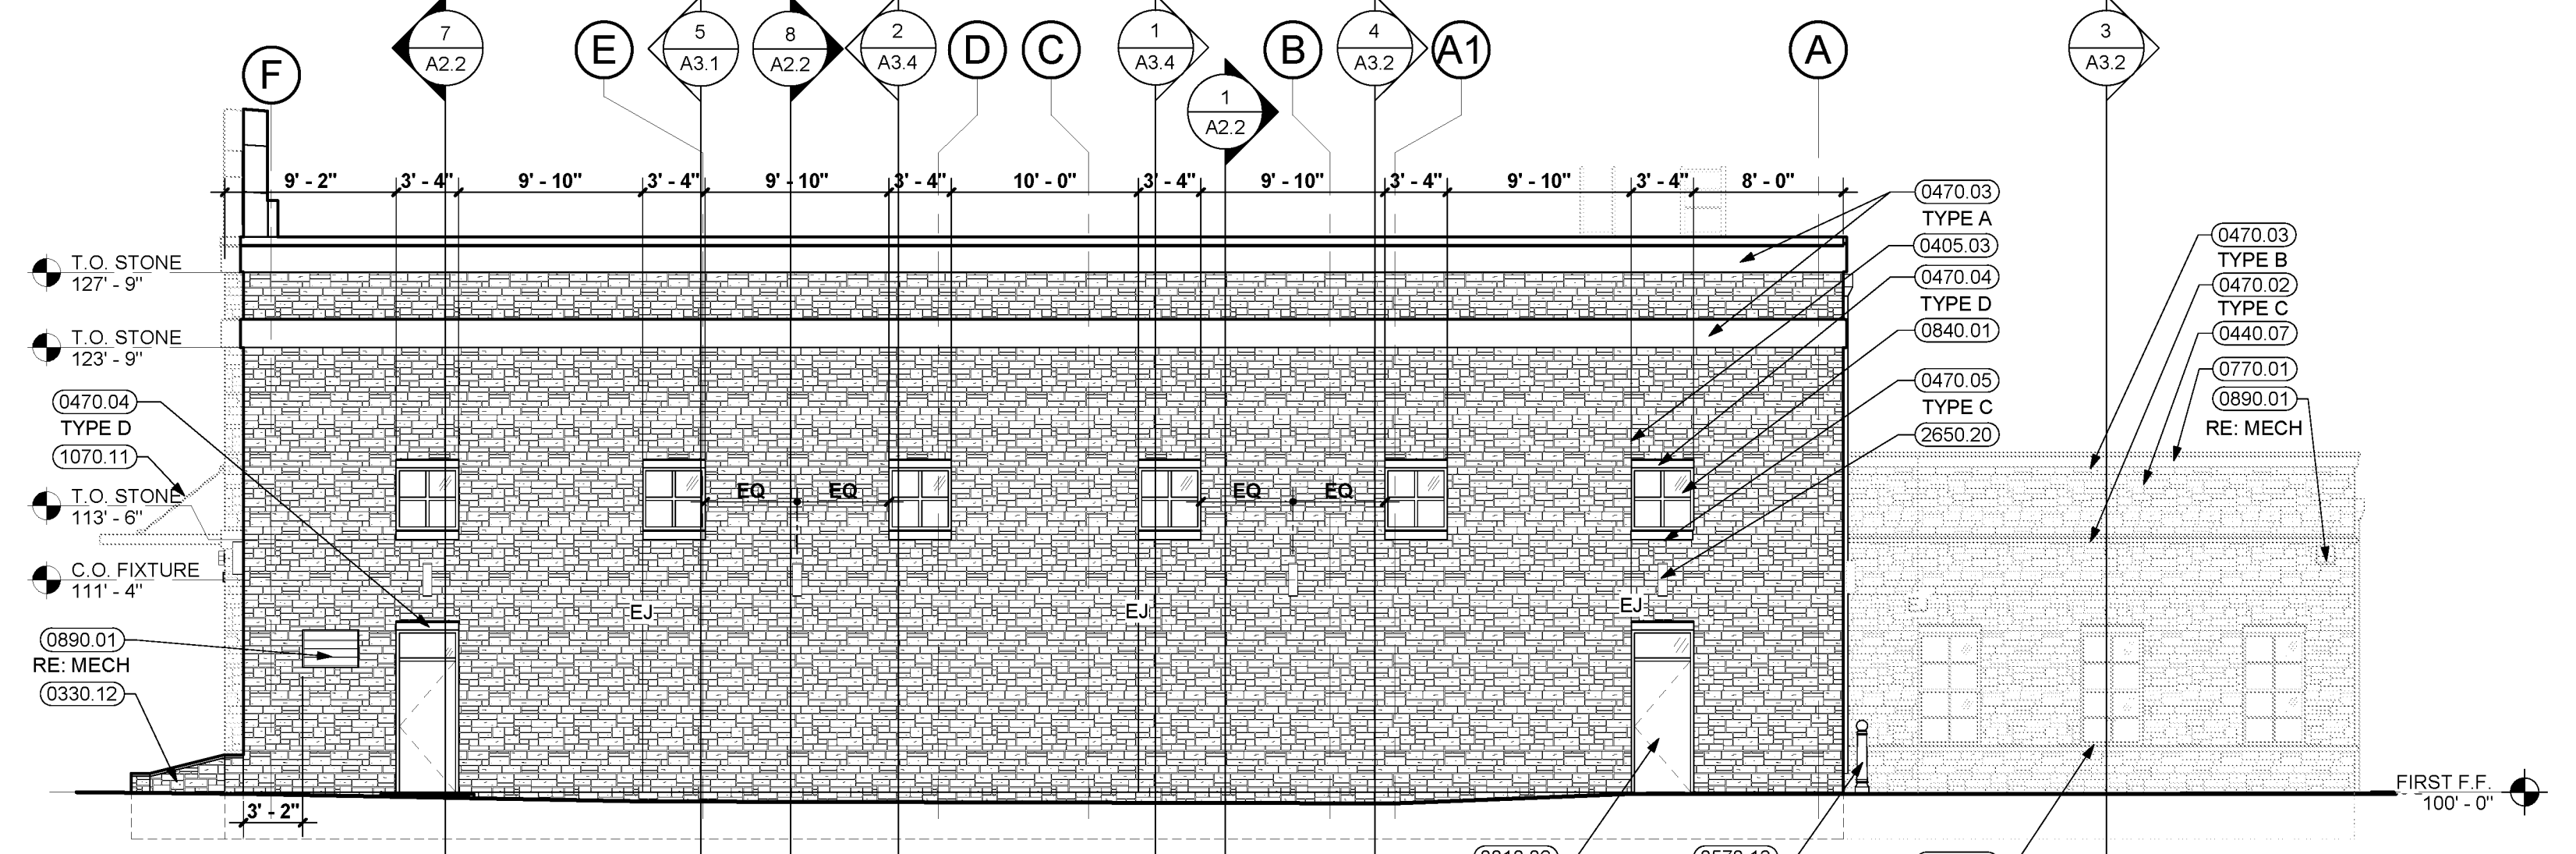 7
A2.2
5
A3.1
8
A2.2
2
A3.4
1
A3.4
4
A3.2
3
A3.2
F
E
D
C
B
A1
A
1
A2.2
9' - 2"
3' - 4"
9' - 10"
3' - 4"
9' - 10"
3' - 4"
10' - 0"
3' - 4"
9' - 10"
3' - 4"
9' - 10"
3' - 4"
8' - 0"
T.O. STONE
127' - 9"
T.O. STONE
123' - 9"
0470.04
TYPE D
1070.11
T.O. STONE
113' - 6"
C.O. FIXTURE
111' - 4"
0890.01
RE: MECH
0330.12
3' - 2"
EQ
EQ
EQ
EQ
EJ
EJ
EJ
EJ
0470.03
TYPE A
0405.03
0470.04
TYPE D
0840.01
0470.05
TYPE C
2650.20
0470.03
TYPE B
0470.02
TYPE C
0440.07
0770.01
0890.01
RE: MECH
FIRST F.F.
100' - 0"